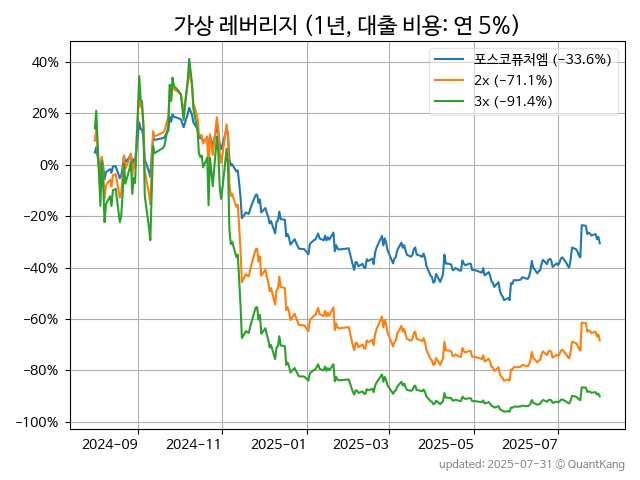 가상 레버리지 (1년, 대출 비용: 연 5%)
포스코퓨처엠 (−33.6%)
2x (−71.1%)
3x (−91.4%)
40%
20%
0%
−20%
−40%
−60%
−80%
−100%
2024-09 2024-11 2025-01 2025-03 2025-05 2025-07
updated: 2025-07-31 © QuantKang